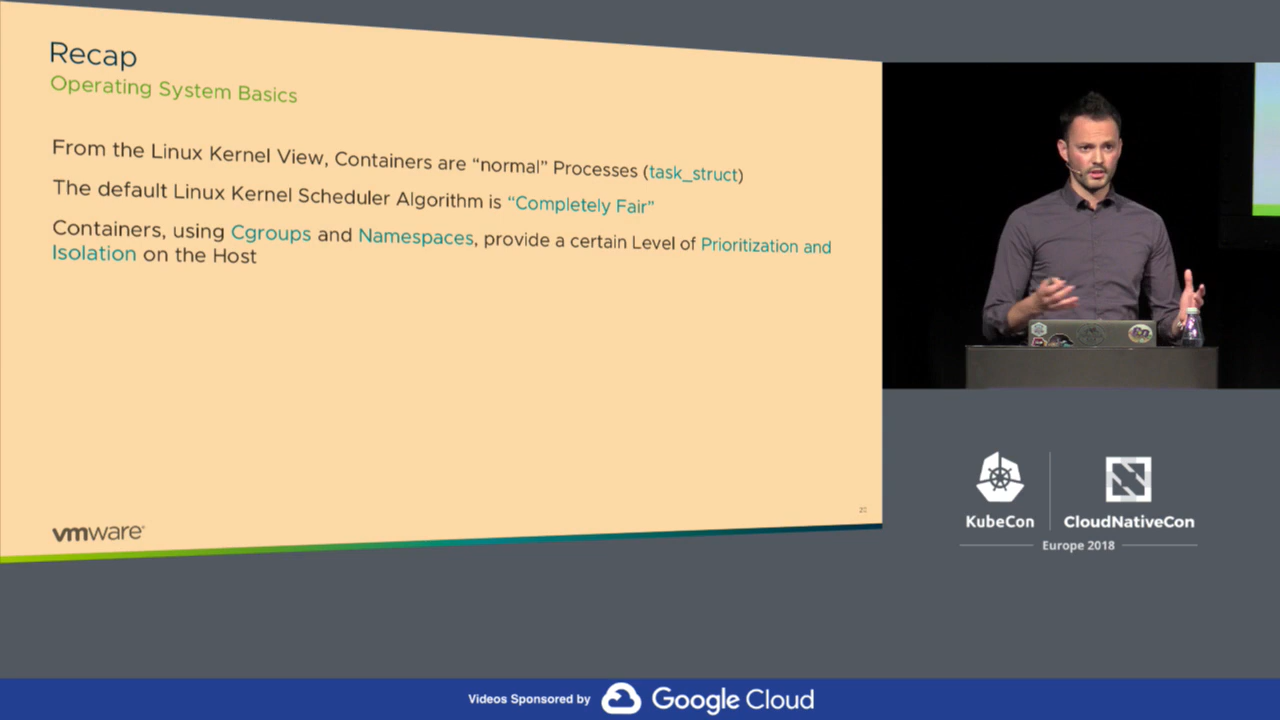 Recap
Operating System Basics
From the Linux Kernel View, Containers are “normal” Processes (task_struct)
The default Linux Kernel Scheduler Algorithm is “Completely Fair”
Containers, using Cgroups and Namespaces, provide a certain Level of Prioritization and
Isolation on the Host
vmware
KubeCon
CloudNativeCon
Europe 2018
Videos Sponsored by Google Cloud